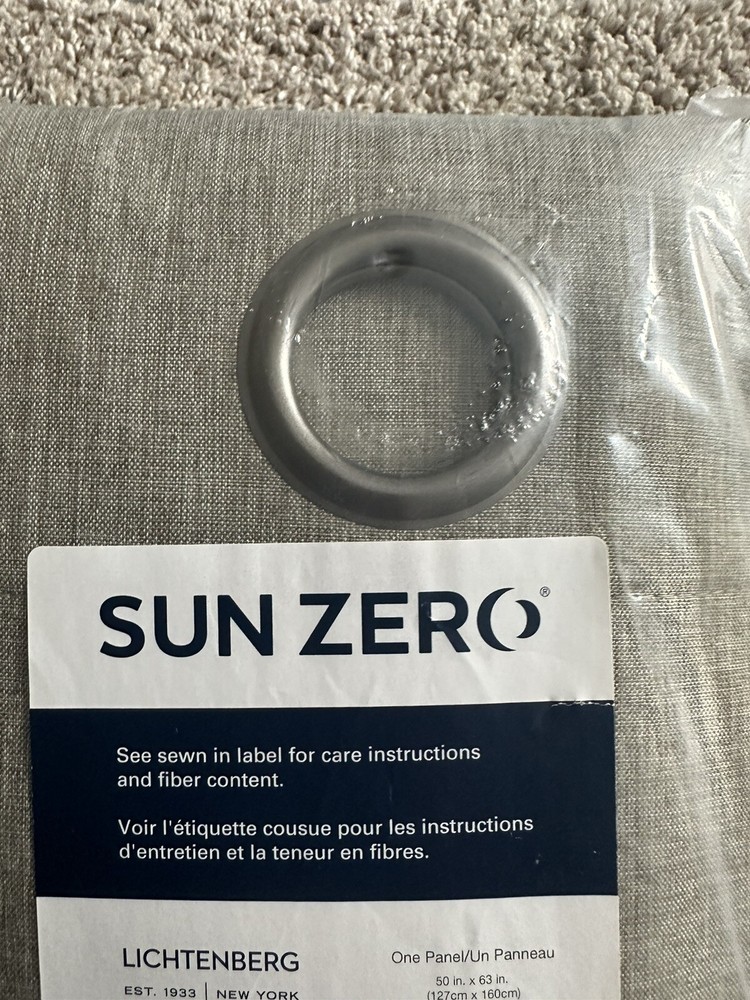 SUN ZERO®
See sewn in label for care instructions
and fiber content.
Voir l'étiquette cousue pour les instructions
d'entretien et la teneur en fibres.
LICHTENBERG
EST. 1933 | NEW YORK
One Panel/Un Panneau
50 in. x 63 in.
(127cm x 160cm)